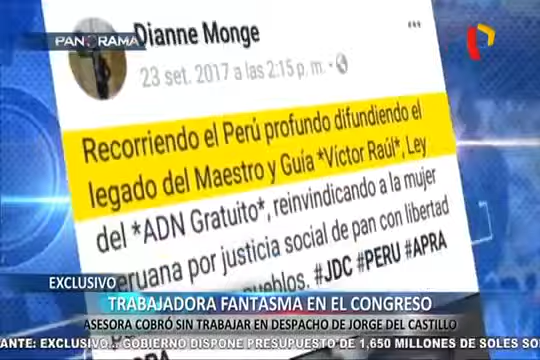 PANORAMA
Dianne Monge
23 set. 2017 a las 2:15 p. m.
Recorriendo el Perú profundo difundiendo el
legado del Maestro y Guía *Víctor Raúl*, Ley
del *ADN Gratuito*, reinvindicando a la mujer
peruana por justicia social de pan con libertad
pueblos. #JDC #PERU #APRA
EXCLUSIVO
TRABAJADORA FANTASMA EN EL CONGRESO
ASESORA COBRÓ SIN TRABAJAR EN DESPACHO DE JORGE DEL CASTILLO
ANTE: EXCLUSIVO... GOBIERNO DISPONE PRESUPUESTO DE 1,650 MILLONES DE SOLES SO